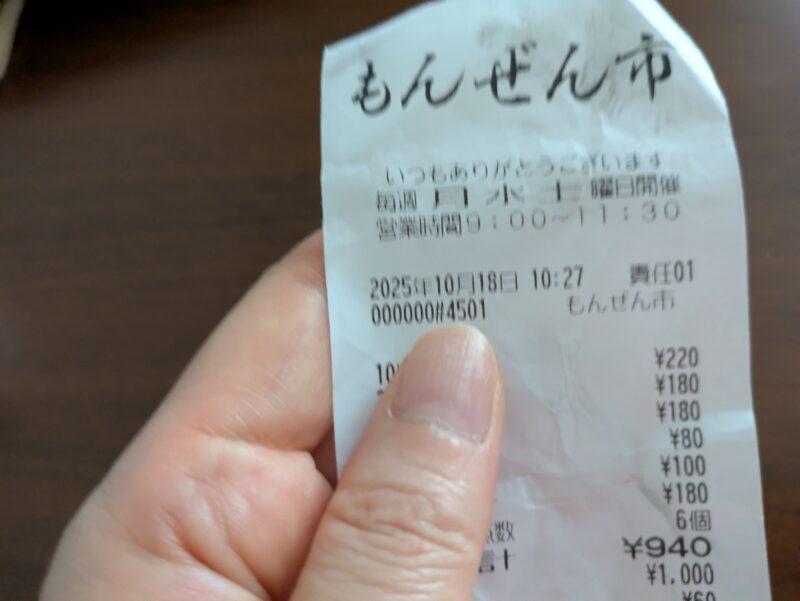 もんぜん市
いつもありがとうございます
毎週 月 水 土 曜日開催
営業時間9:00~11:30
2025年10月18日 10:27 責任01
000000#4501 もんぜん市
¥220
¥180
¥180
¥80
¥100
¥180
6個
¥940
¥1,000
¥60